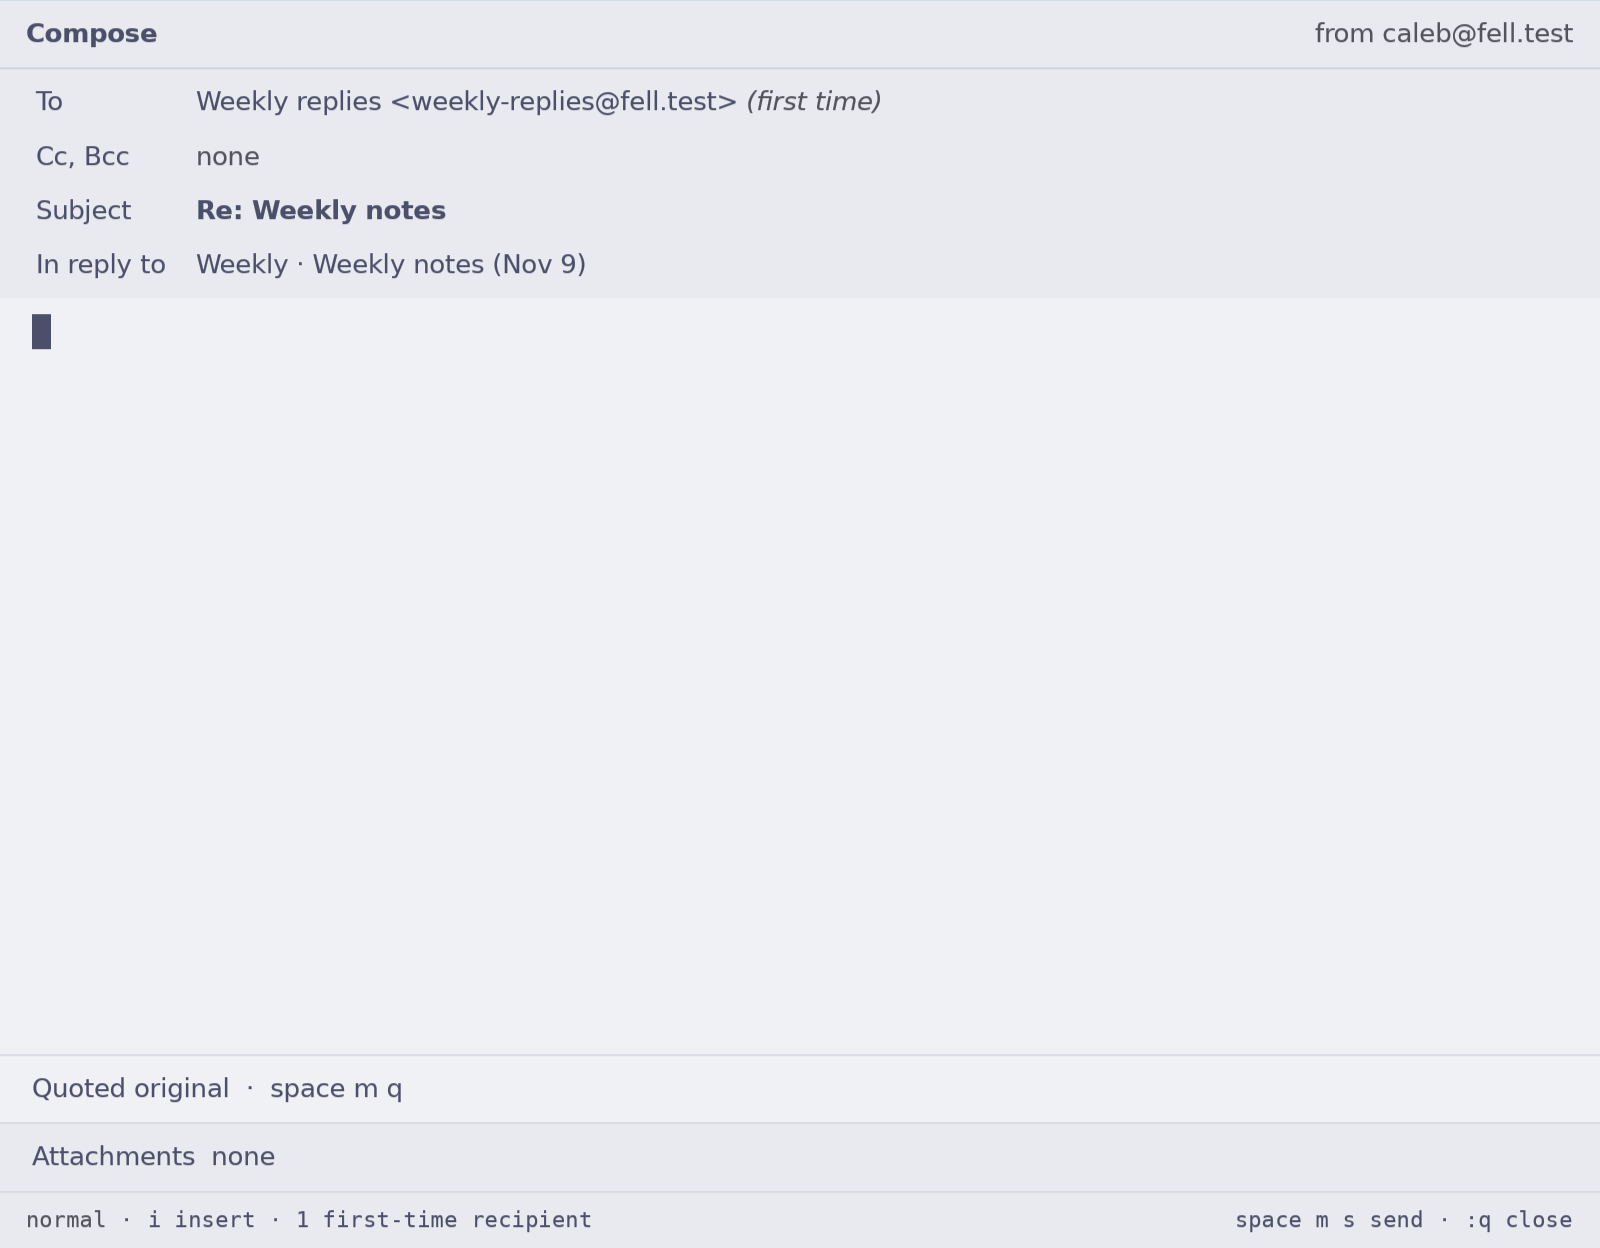 Compose from caleb@fell.test
To Weekly replies <weekly-replies@fell.test> (first time)
Cc, Bcc none
Subject Re: Weekly notes
In reply to Weekly · Weekly notes (Nov 9)
Quoted original · space m q
Attachments none
normal · i insert · 1 first-time recipient space m s send · :q close